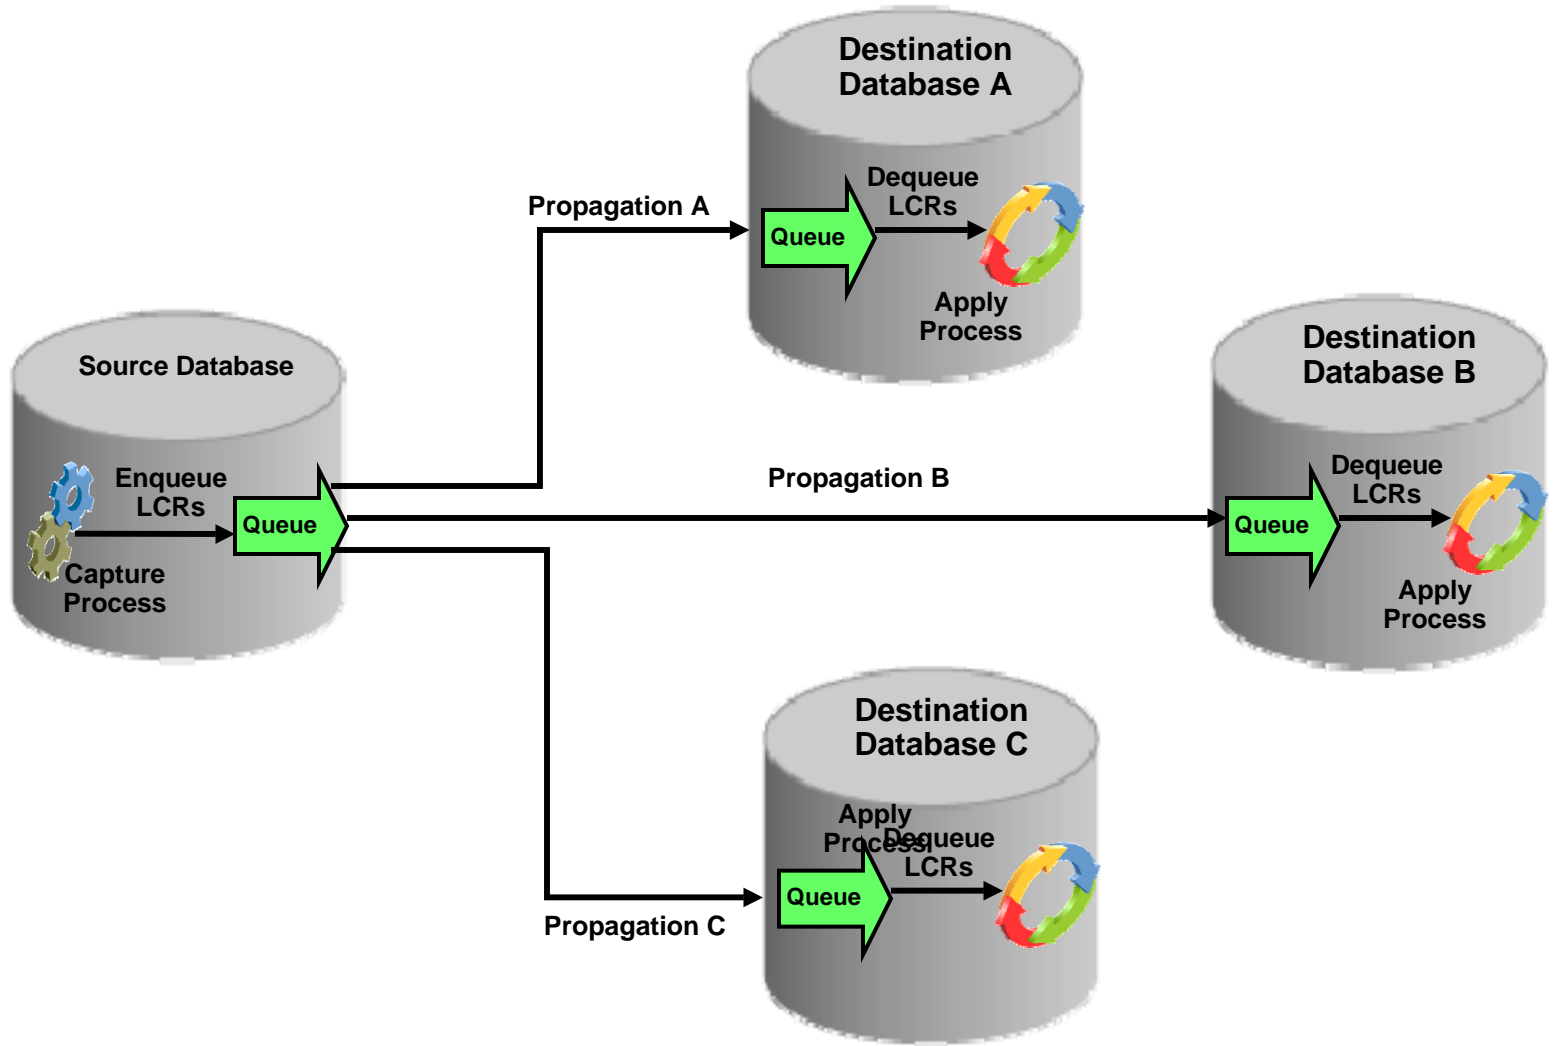 Destination
Database A
Dequeue
LCRs
Propagation A
Queue
Apply
Process
Source Database
Destination
Database B
Enqueue
LCRs
Queue
Capture
Process
Propagation B
Dequeue
LCRs
Queue
Apply
Process
Destination
Database C
Apply
Process
Dequeue
LCRs
Queue
Propagation C